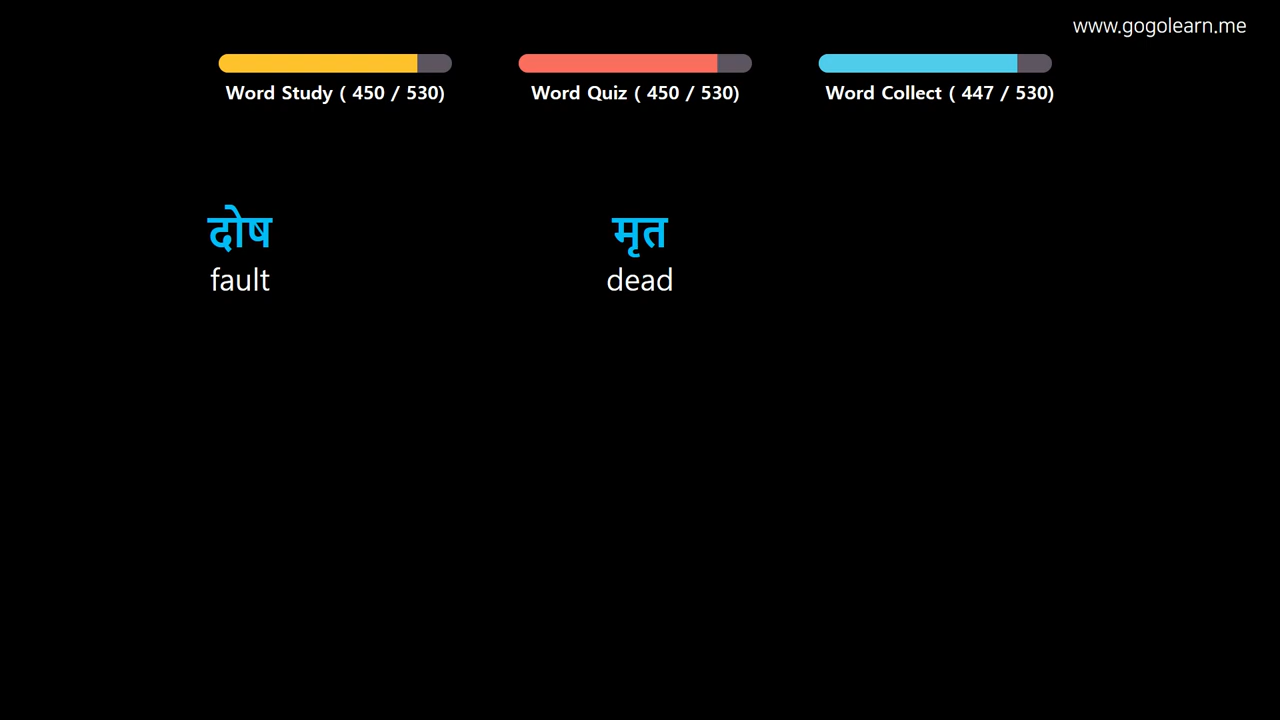 www.gogolearn.me
Word Study ( 450 / 530)
Word Quiz ( 450 / 530)
Word Collect ( 447 / 530)
दोष
fault
मृत
dead